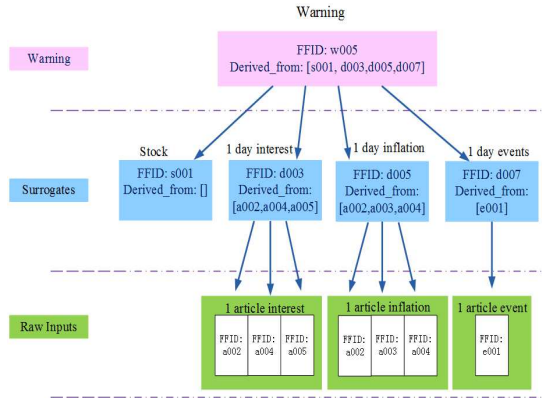 Warning
Warning
FFID: w005
Derived_from: [s001, d003,d005,d007]
Stock
1 day interest
1 day inflation
1 day events
Surrogates
FFID: s001
Derived_from: []
FFID: d003
Derived_from:
[a002,a004,a005]
FFID: d005
Derived_from:
[a002,a003,a004]
FFID: d007
Derived_from:
[e001]
Raw Inputs
1 article interest
FFID:
a002
FFID:
a004
FFID:
a005
1 article inflation
FFID:
a002
FFID:
a003
FFID:
a004
1 article event
FFID:
e001